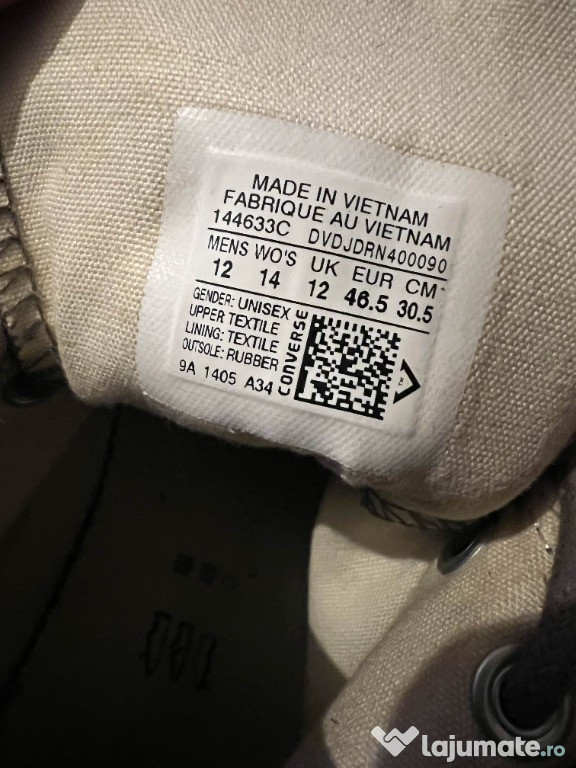 MADE IN VIETNAM
FABRIQUE AU VIETNAM
144633C DVDJDRN400090
MENS WO'S UK EUR CM
12 14 12 46.5 30.5
GENDER: UNISEX
UPPER TEXTILE
LINING: TEXTILE
OUTSOLE: RUBBER
9A 1405 A34
CONVERSE
lajumate.ro